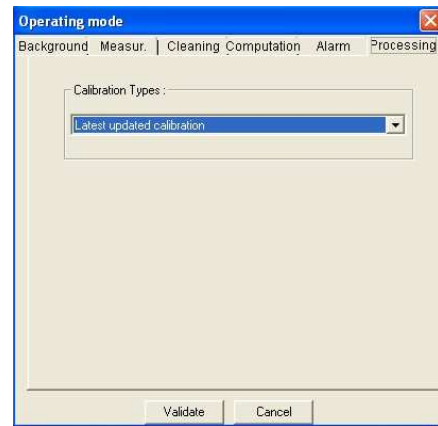 Operating mode
Background Measur. | Cleaning Computation Alarm Processing
Calibration Types :
Latest updated calibration
Validate Cancel